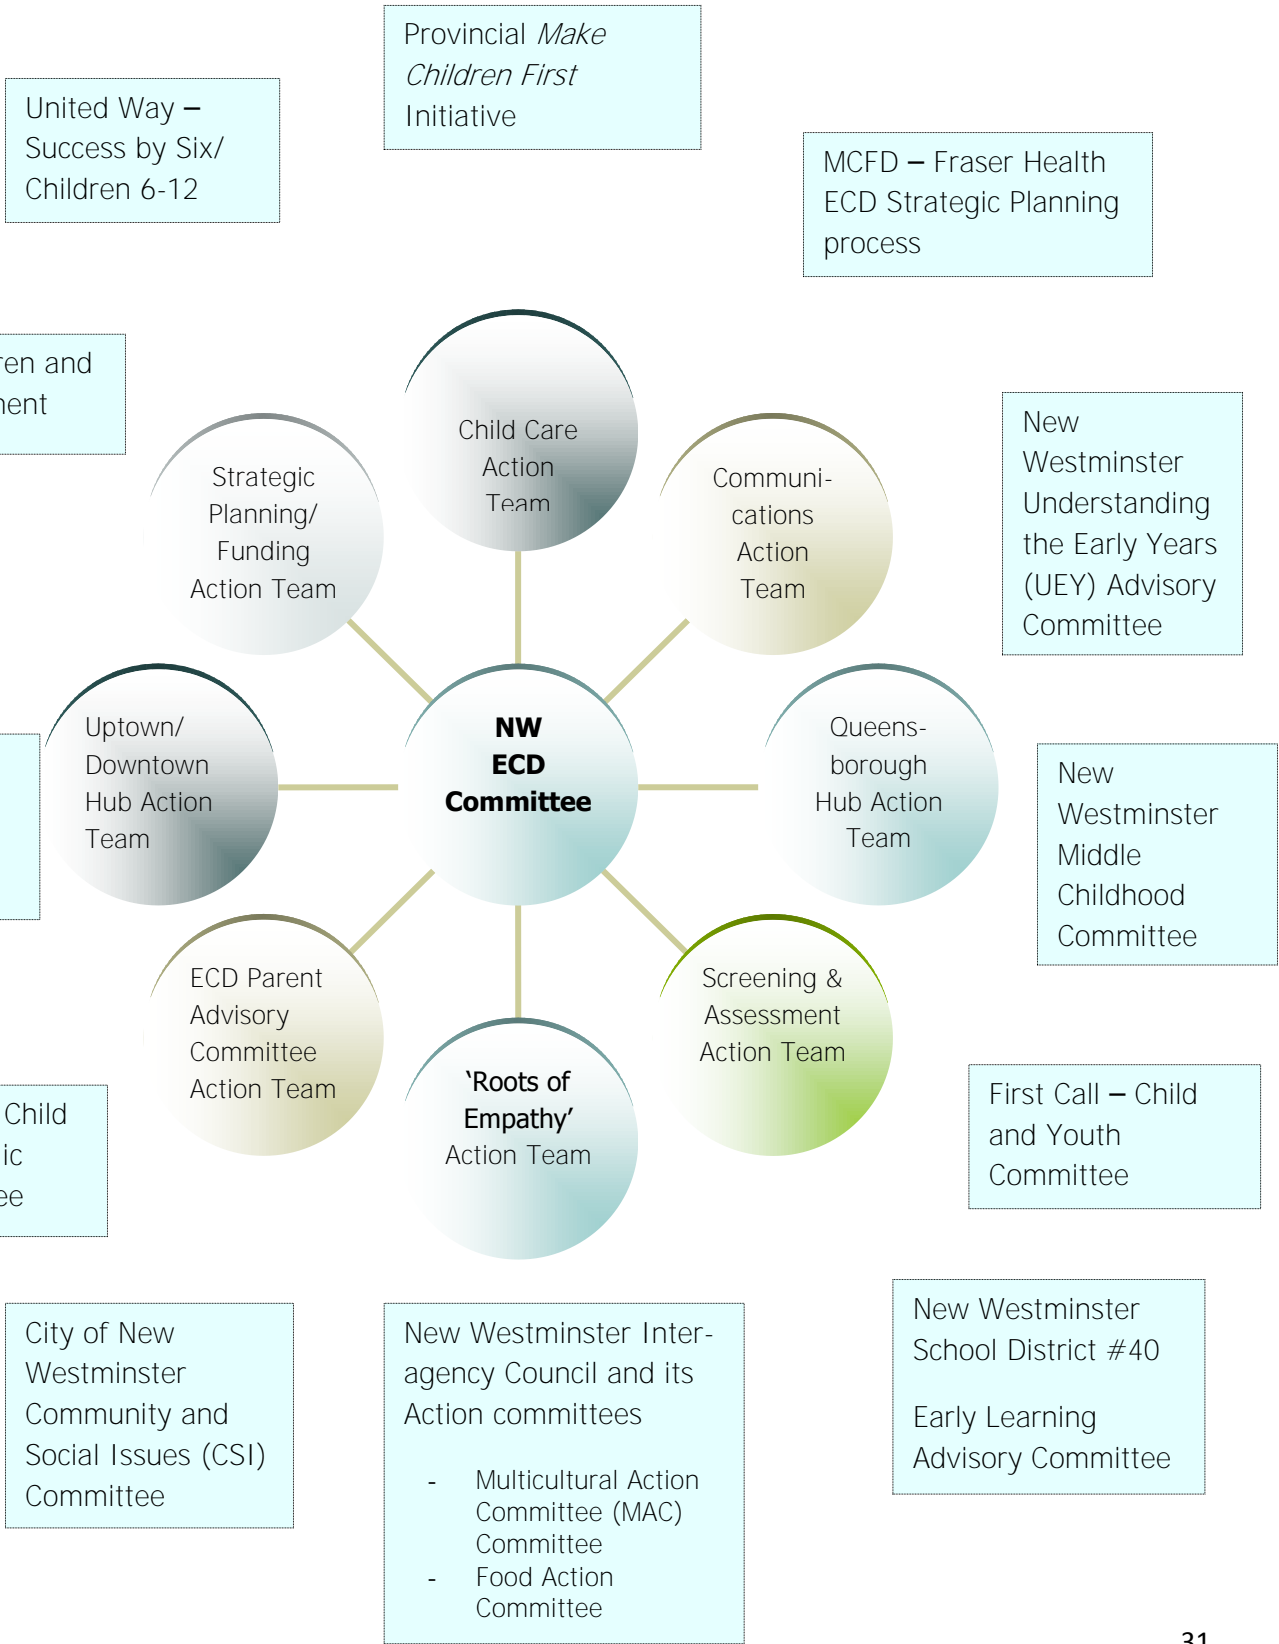 Provincial Make
Children First
Initiative
United Way –
Success by Six/
Children 6-12
MCFD – Fraser Health
ECD Strategic Planning
process
and
Child Care
Action
Team
Strategic
Planning/
Funding
Action Team
Communi-
cations
Action
Team
New
Westminster
Understanding
the Early Years
(UEY) Advisory
Committee
Uptown/
Downtown
Hub Action
Team
NW
ECD
Committee
Queens-
borough
Hub Action
Team
New
Westminster
Middle
Childhood
Committee
ECD Parent
Advisory
Committee
Action Team
Screening &
Assessment
Action Team
‘Roots of
Empathy’
Action Team
Child
First Call – Child
and Youth
Committee
City of New
Westminster
Community and
Social Issues (CSI)
Committee
New Westminster Inter-
agency Council and its
Action committees
- Multicultural Action
Committee (MAC)
Committee
- Food Action
Committee
New Westminster
School District #40
Early Learning
Advisory Committee
31